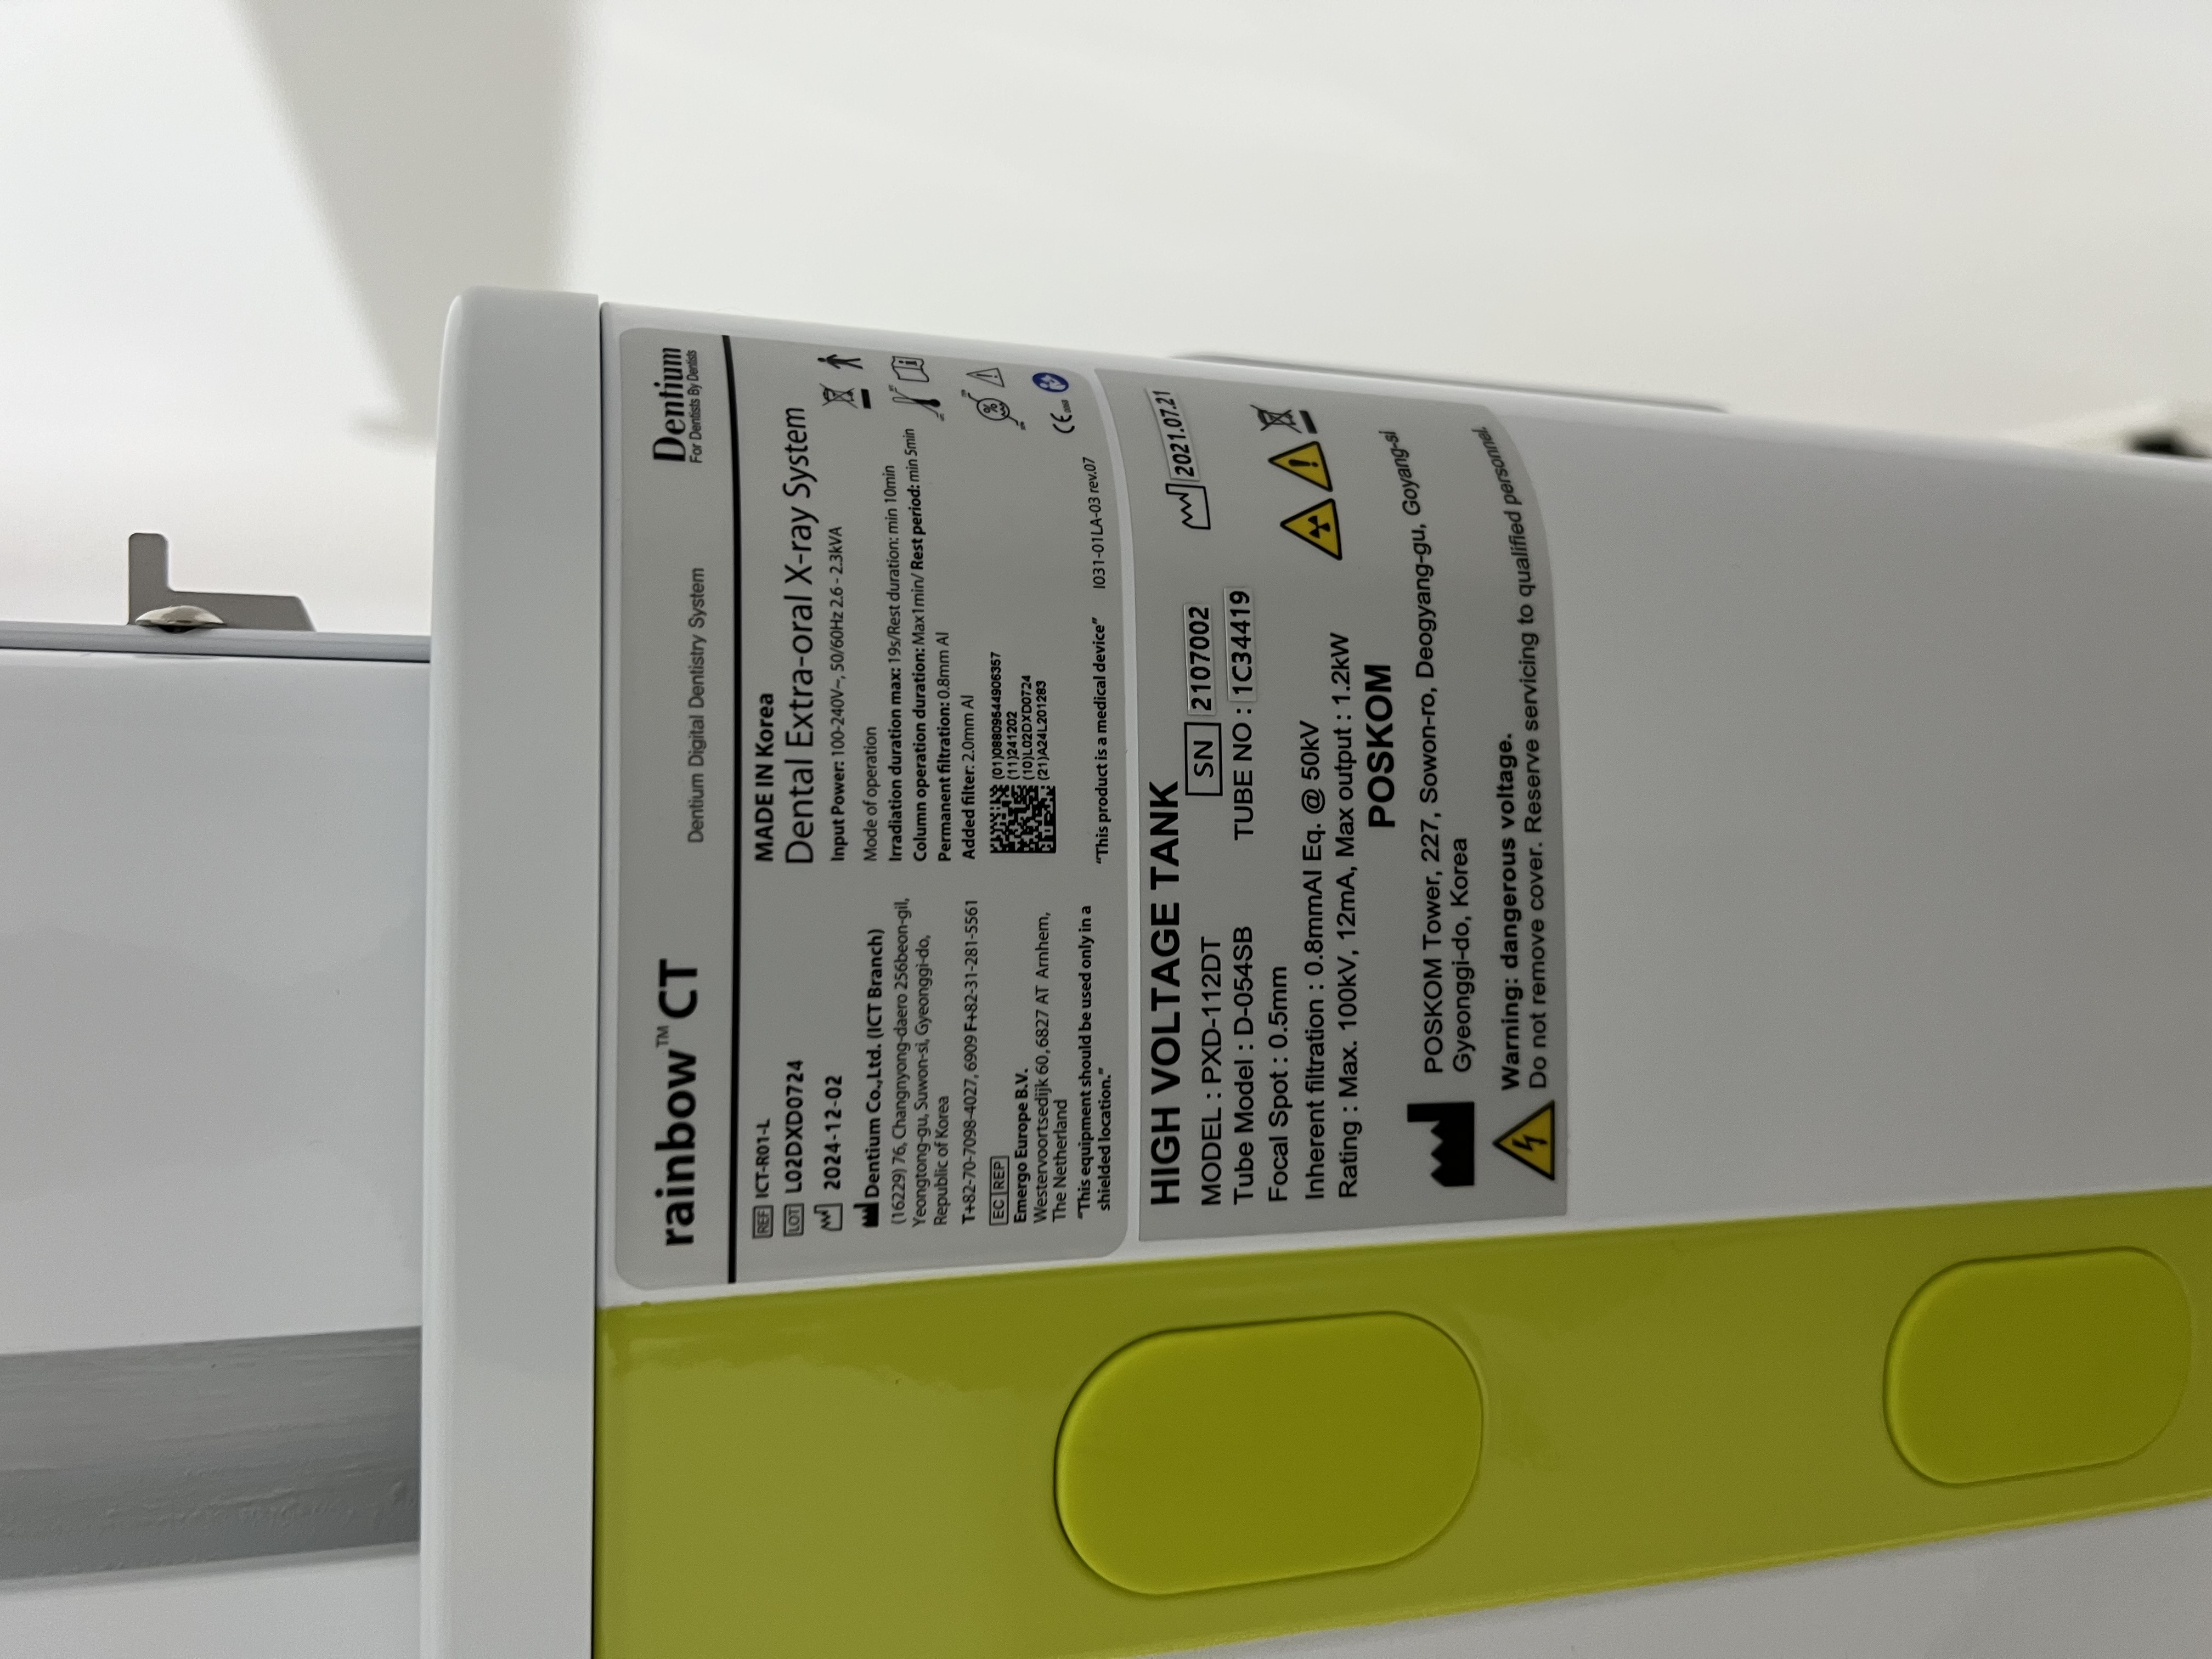 rainbow™ CT
Dentium Digital Dentistry System
Dentium
For Dentists By Dentists
REF ICT-R01-L
LOT L02DXD0724
2024-12-02
Dentium Co.,Ltd. (ICT Branch)
(16229) 76, Changnyong-daero 256beon-gil,
Yeongtong-gu, Suwon-si, Gyeonggi-do,
Republic of Korea
T+82-70-7098-4027, 6909 F+82-31-281-5561
EC REP
Emergo Europe B.V.
Westervoortsedijk 60,6827 AT Arnhem,
The Netherland
"This equipment should be used only in a
shielded location."
MADE IN Korea
Dental Extra-oral X-ray System
Input Power: 100-240V~, 50/60Hz 2.6 - 2.3kVA
Mode of operation
Irradiation duration max: 19s/Rest duration: min 10min
Column operation duration: Max1min/ Rest period: min 5min
Permanent filtration: 0.8mm Al
Added filter: 2.0mm Al
(01)08809544906357
(11)241202
(10)L02DXD0724
(21)A24L201283
"This product is a medical device"
I031-01LA-03 rev.07
%
CE
HIGH VOLTAGE TANK
MODEL : PXD-112DT
SN 2107002
2021.07.21
Tube Model : D-054SB
TUBE NO : 1C34419
Focal Spot : 0.5mm
Inherent filtration : 0.8mmAl Eq. @ 50kV
Rating : Max. 100kV, 12mA, Max output : 1.2kW
POSKOM
POSKOM Tower, 227, Sowon-ro, Deogyang-gu, Goyang-si
Gyeonggi-do, Korea
Warning: dangerous voltage.
Do not remove cover. Reserve servicing to qualified personnel.